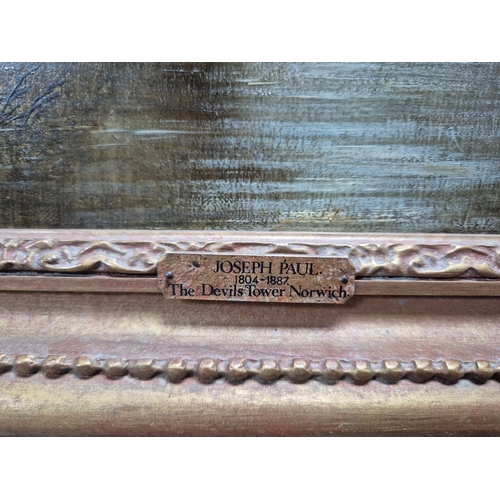 JOSEPH PAUL.
1804-1887
The Devils Tower Norwich.